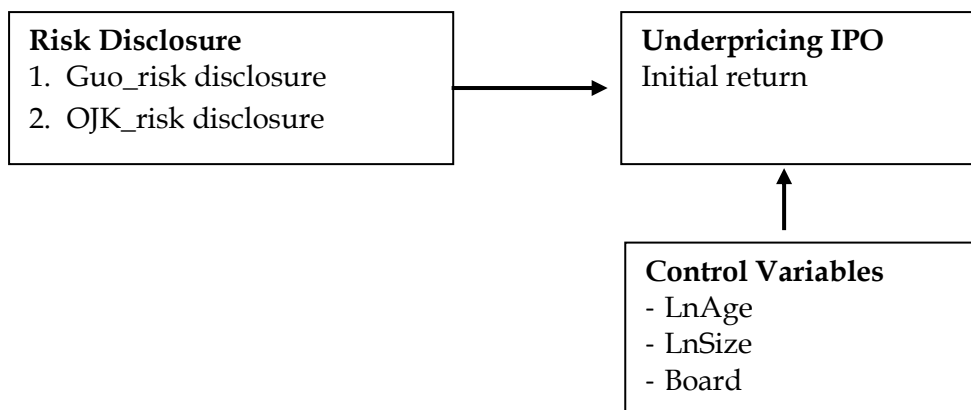 Risk Disclosure
1. Guo_risk disclosure
2. OJK_risk disclosure
Underpricing IPO
Initial return
Control Variables
- LnAge
- LnSize
- Board